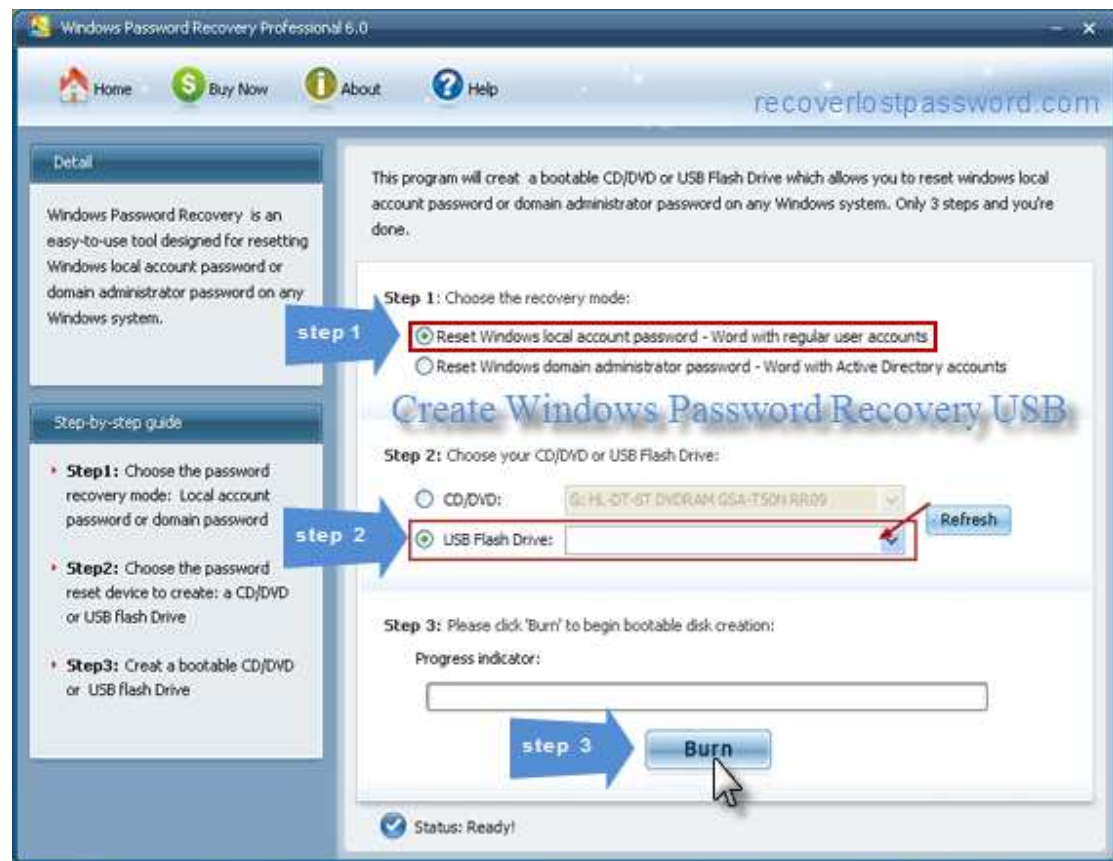 Windows Password Recovery Professional 6.0
Home
Buy Now
About
Help
recoverlostpassword.com
Detail
Windows Password Recovery is an
easy-to-use tool designed for resetting
Windows local account password or
domain administrator password on any
Windows system.
Step-by-step guide
Step1: Choose the password
recovery mode: Local account
password or domain password
Step2: Choose the password
reset device to create: a CD/DVD
or USB flash Drive
Step3: Creat a bootable CD/DVD
or USB flash Drive
This program will creat a bootable CD/DVD or USB Flash Drive which allows you to reset windows local
account password or domain administrator password on any Windows system. Only 3 steps and you're
done.
Step 1: Choose the recovery mode:
step 1
Reset Windows local account password - Word with regular user accounts
Reset Windows domain administrator password - Word with Active Directory accounts
Create Windows Password Recovery USB
Step 2: Choose your CD/DVD or USB Flash Drive:
CD/DVD:
G: HL-DT-ST DVDRAM GSA-T50N RR09
Refresh
step 2
USB Flash Drive:
Step 3: Please click 'Burn' to begin bootable disk creation:
Progress indicator:
step 3
Burn
Status: Ready!